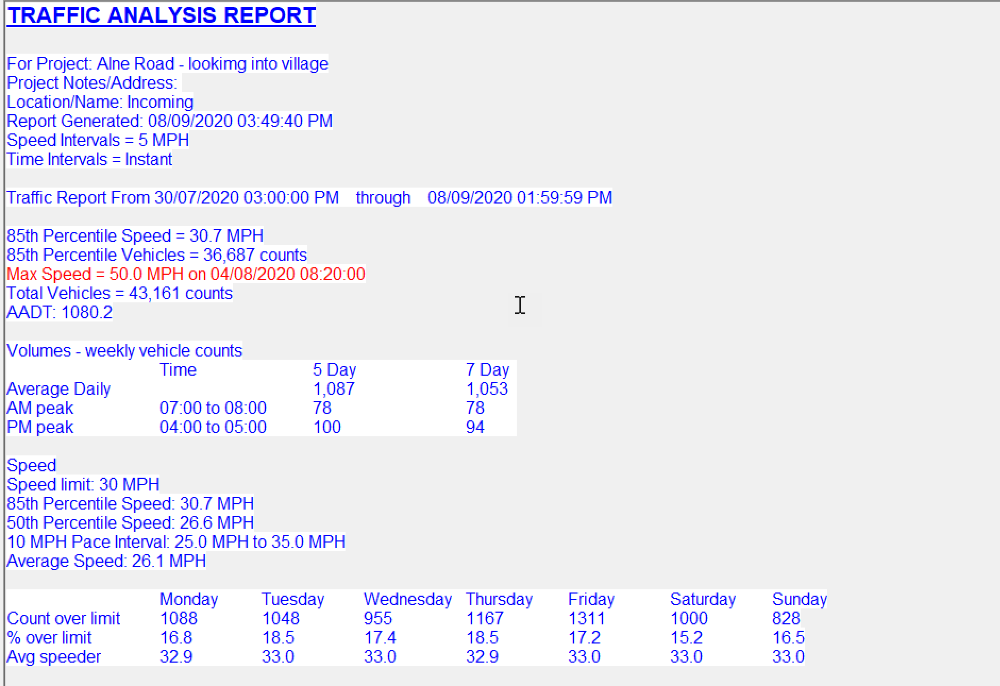 TRAFFIC ANALYSIS REPORT
For Project: Alne Road - lookimg into village
Project Notes/Address:
Location/Name: Incoming
Report Generated: 08/09/2020 03:49:40 PM
Speed Intervals = 5 MPH
Time Intervals = Instant
Traffic Report From 30/07/2020 03:00:00 PM through 08/09/2020 01:59:59 PM
85th Percentile Speed = 30.7 MPH
85th Percentile Vehicles = 36,687 counts
Max Speed = 50.0 MPH on 04/08/2020 08:20:00
Total Vehicles = 43,161 counts
AADT: 1080.2
Volumes - weekly vehicle counts
Time 5 Day 7 Day
Average Daily 1,087 1,053
AM peak 07:00 to 08:00 78 78
PM peak 04:00 to 05:00 100 94
Speed
Speed limit: 30 MPH
85th Percentile Speed: 30.7 MPH
50th Percentile Speed: 26.6 MPH
10 MPH Pace Interval: 25.0 MPH to 35.0 MPH
Average Speed: 26.1 MPH
Monday Tuesday Wednesday Thursday Friday Saturday Sunday
Count over limit 1088 1048 955 1167 1311 1000 828
% over limit 16.8 18.5 17.4 18.5 17.2 15.2 16.5
Avg speeder 32.9 33.0 33.0 32.9 33.0 33.0 33.0